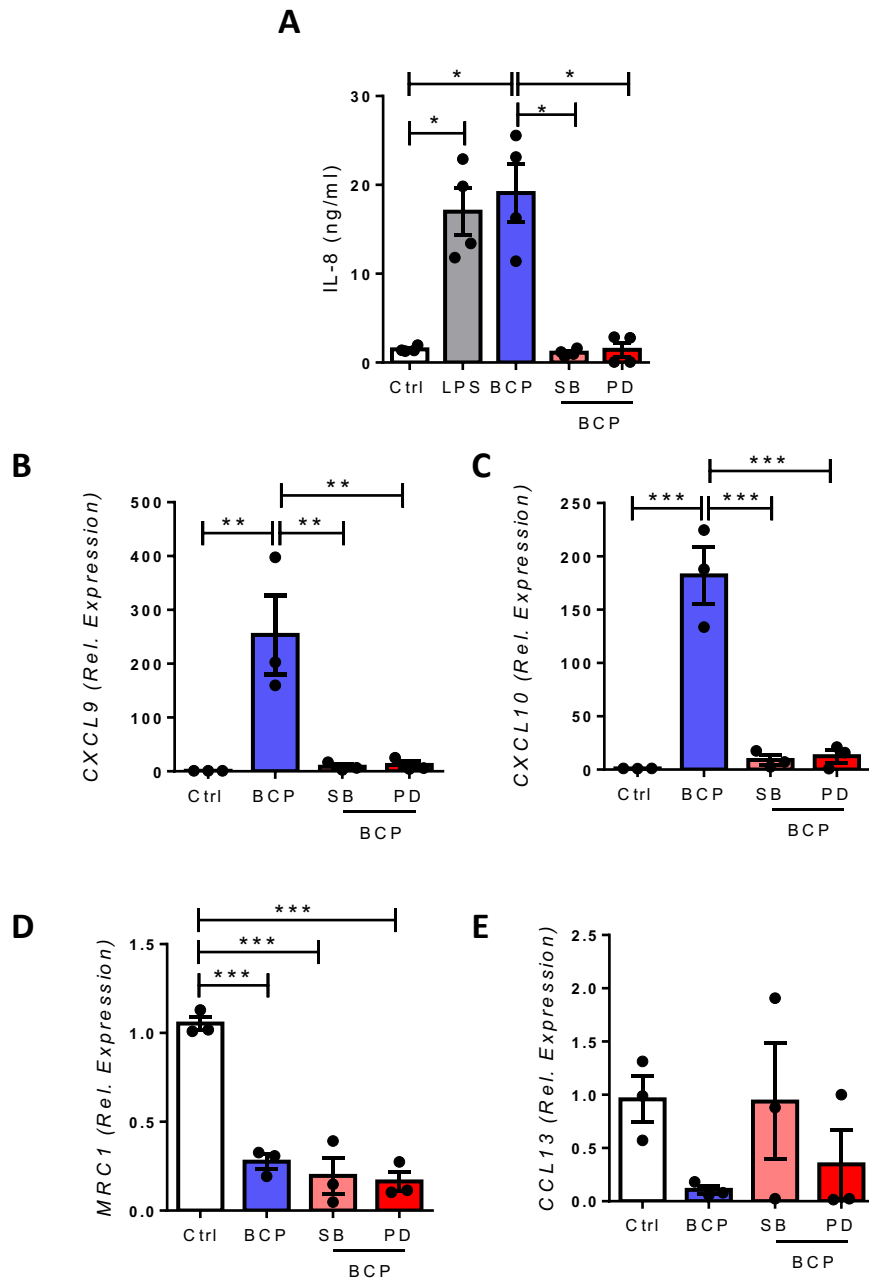 A
* *
* *
30
20
10
0
IL-8 (ng/ml)
Ctrl LPS BCP SB PD
BCP
B
**
** **
500
400
300
200
100
0
CXCL9 (Rel. Expression)
Ctrl BCP SB PD
BCP
C
***
*** ***
250
200
150
100
50
0
CXCL10 (Rel. Expression)
Ctrl BCP SB PD
BCP
D
***
***
***
1.5
1.0
0.5
0.0
MRC1 (Rel. Expression)
Ctrl BCP SB PD
BCP
E
2.5
2.0
1.5
1.0
0.5
0.0
CCL13 (Rel. Expression)
Ctrl BCP SB PD
BCP